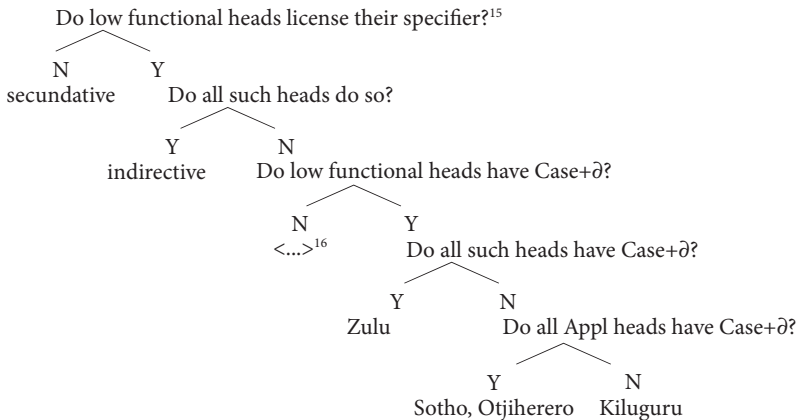 Do low functional heads license their specifier?15
N Y
secundative Do all such heads do so?
Y N
indirective Do low functional heads have Case+∂?
N Y
<...>16 Do all such heads have Case+∂?
Y N
Zulu Do all Appl heads have Case+∂?
Y N
Sotho, Otjiherero Kiluguru